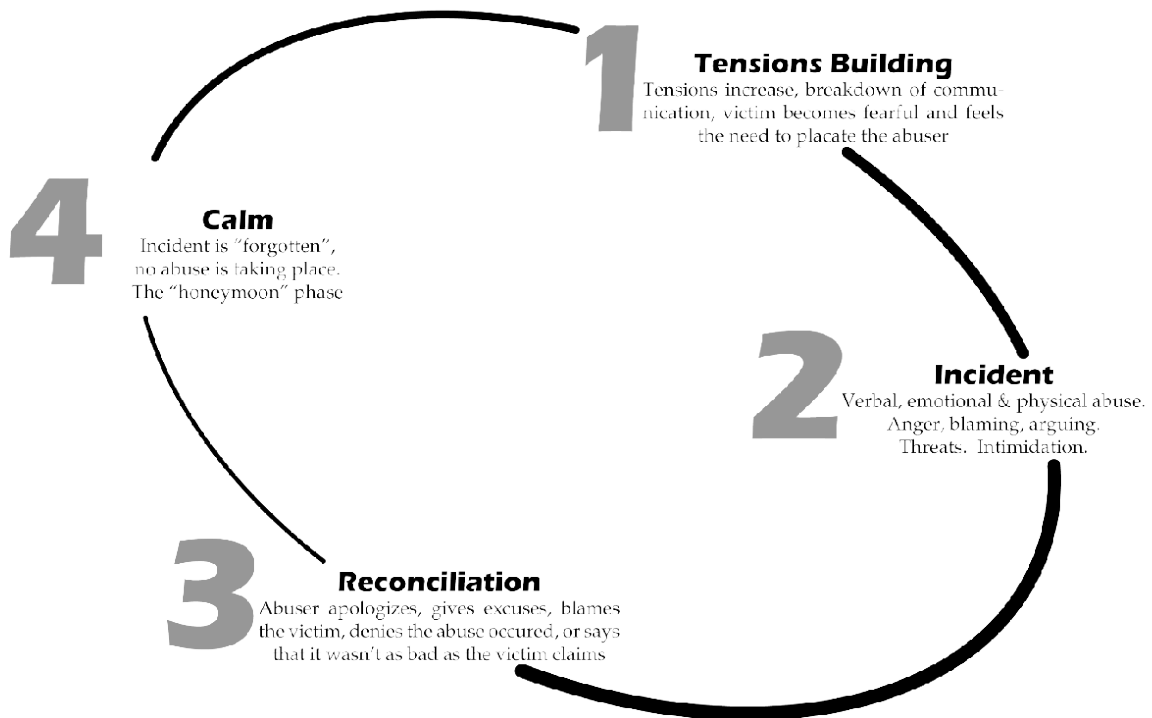 1
Tensions Building
Tensions increase, breakdown of commu-
nication, victim becomes fearful and feels
the need to placate the abuser
2
Incident
Verbal, emotional & physical abuse.
Anger, blaming, arguing.
Threats. Intimidation.
3
Reconciliation
Abuser apologizes, gives excuses, blames
the victim, denies the abuse occured, or says
that it wasn't as bad as the victim claims
4
Calm
Incident is "forgotten",
no abuse is taking place.
The "honeymoon" phase